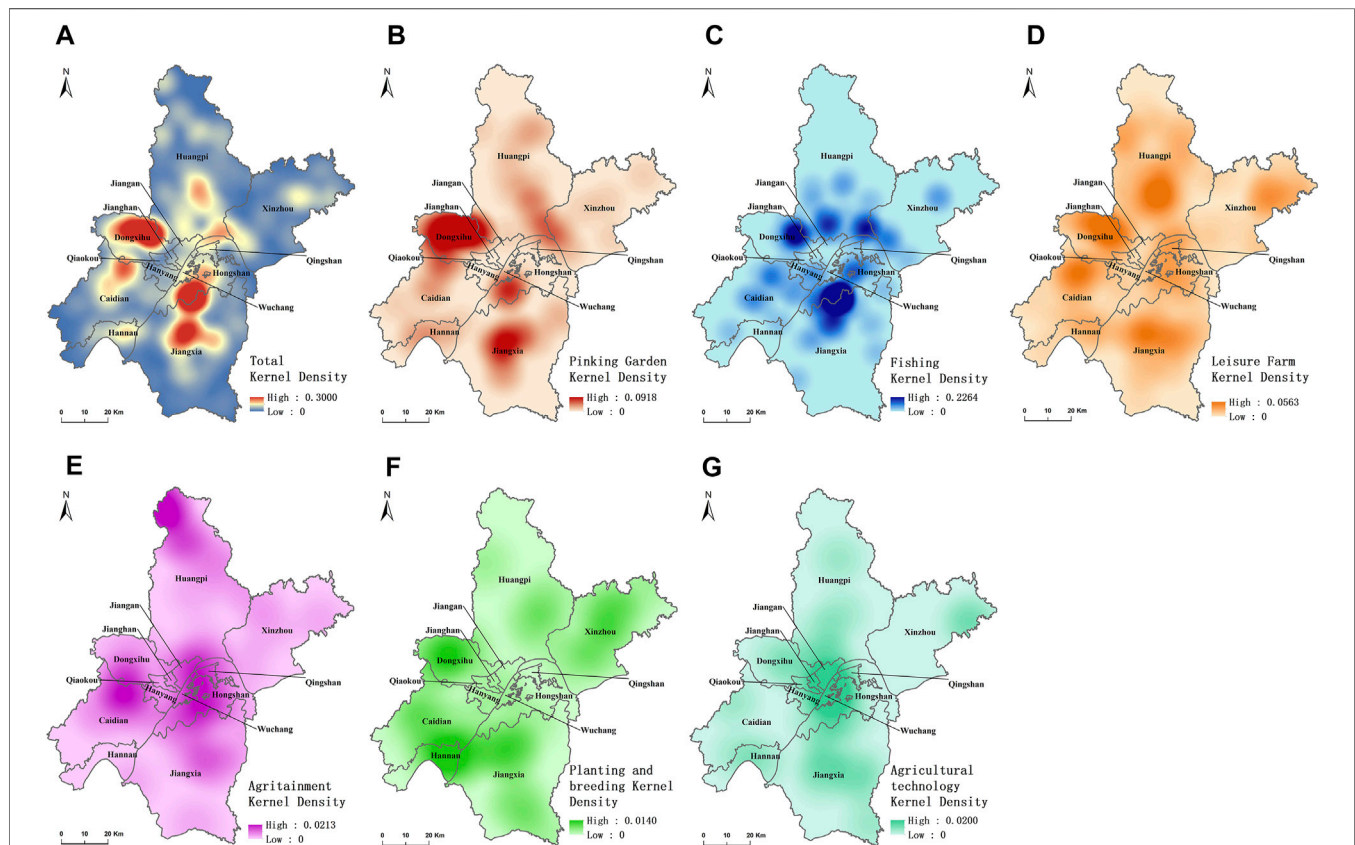 A
N
Huangpi
Jiangan
Jianghan
Xinzhou
Dongxihu
Qiaokou
Hanyang
Hongshan
Qingshan
Caidian
Wuchang
Hannan
Jiangxia
Total
Kernel Density
High : 0.3000
Low : 0
0 10 20 Km
B
N
Huangpi
Jiangan
Jianghan
Xinzhou
Dongxihu
Qiaokou
Hanyang
Hongshan
Qingshan
Caidian
Wuchang
Hannan
Jiangxia
Pinking Garden
Kernel Density
High : 0.0918
Low : 0
0 10 20 Km
C
N
Huangpi
Jiangan
Jianghan
Xinzhou
Dongxihu
Qiaokou
Hanyang
Hongshan
Qingshan
Caidian
Wuchang
Hannan
Jiangxia
Fishing
Kernel Density
High : 0.2264
Low : 0
0 10 20 Km
D
N
Huangpi
Jiangan
Jianghan
Xinzhou
Dongxihu
Qiaokou
Hanyang
Hongshan
Qingshan
Caidian
Wuchang
Hannan
Jiangxia
Leisure Farm
Kernel Density
High : 0.0563
Low : 0
0 10 20 Km
E
N
Huangpi
Jiangan
Jianghan
Xinzhou
Dongxihu
Qiaokou
Hanyang
Hongshan
Qingshan
Caidian
Wuchang
Hannan
Jiangxia
Agritainment
Kernel Density
High : 0.0213
Low : 0
0 10 20 Km
F
N
Huangpi
Jiangan
Jianghan
Xinzhou
Dongxihu
Qiaokou
Hanyang
Hongshan
Qingshan
Caidian
Wuchang
Hannan
Jiangxia
Planting and
breeding Kernel
Density
High : 0.0140
Low : 0
0 10 20 Km
G
N
Huangpi
Jiangan
Jianghan
Xinzhou
Dongxihu
Qiaokou
Hanyang
Hongshan
Qingshan
Caidian
Wuchang
Hannan
Jiangxia
Agricultural
technology
Kernel Density
High : 0.0200
Low : 0
0 10 20 Km